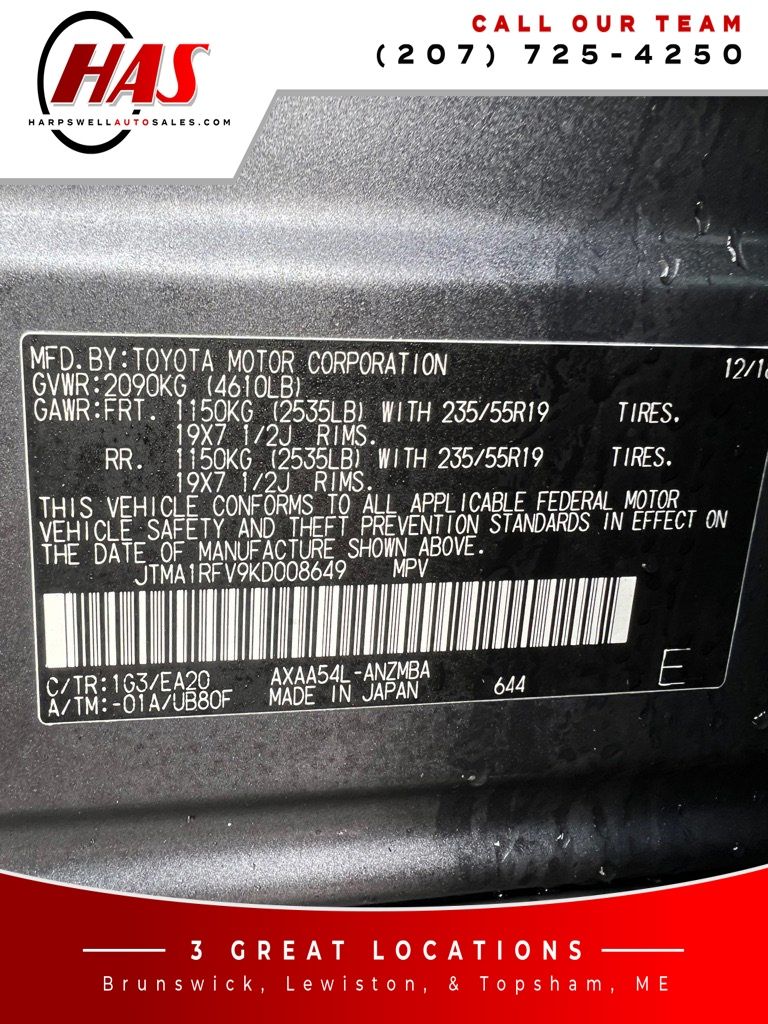 HAS
HARPSWELLAUTOSALES.COM
CALL OUR TEAM
(207) 725-4250
MFD.BY:TOYOTA MOTOR CORPORATION
GVWR:2090KG (4610LB)
GAWR:FRT. 1150KG (2535LB) WITH 235/55R19 TIRES.
19X7 1/2J RIMS.
RR. 1150KG (2535LB) WITH 235/55R19 TIRES.
19X7 1/2J RIMS.
THIS VEHICLE CONFORMS TO ALL APPLICABLE FEDERAL MOTOR
VEHICLE SAFETY AND THEFT PREVENTION STANDARDS IN EFFECT ON
THE DATE OF MANUFACTURE SHOWN ABOVE.
JTMA1RFV9KD008649 MPV
C/TR:1G3/EA20 AXAA54L-ANZMBA
A/TM:-01A/UB80F MADE IN JAPAN 644 E
3 GREAT LOCATIONS
Brunswick, Lewiston, & Topsham, ME